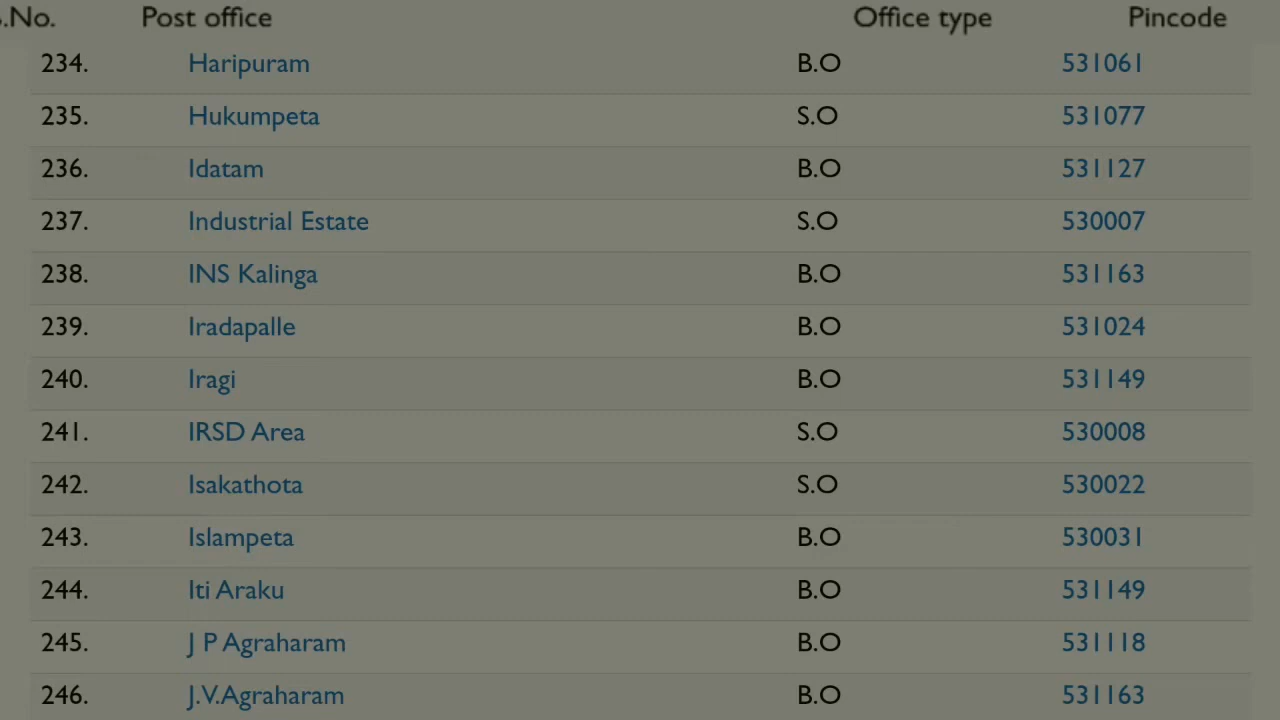 S.No. Post office Office type Pincode
234. Haripuram B.O 531061
235. Hukumpeta S.O 531077
236. Idatam B.O 531127
237. Industrial Estate S.O 530007
238. INS Kalinga B.O 531163
239. Iradapalle B.O 531024
240. Iragi B.O 531149
241. IRSD Area S.O 530008
242. Isakathota S.O 530022
243. Islampeta B.O 530031
244. Iti Araku B.O 531149
245. J P Agraharam B.O 531118
246. J.V.Agraharam B.O 531163